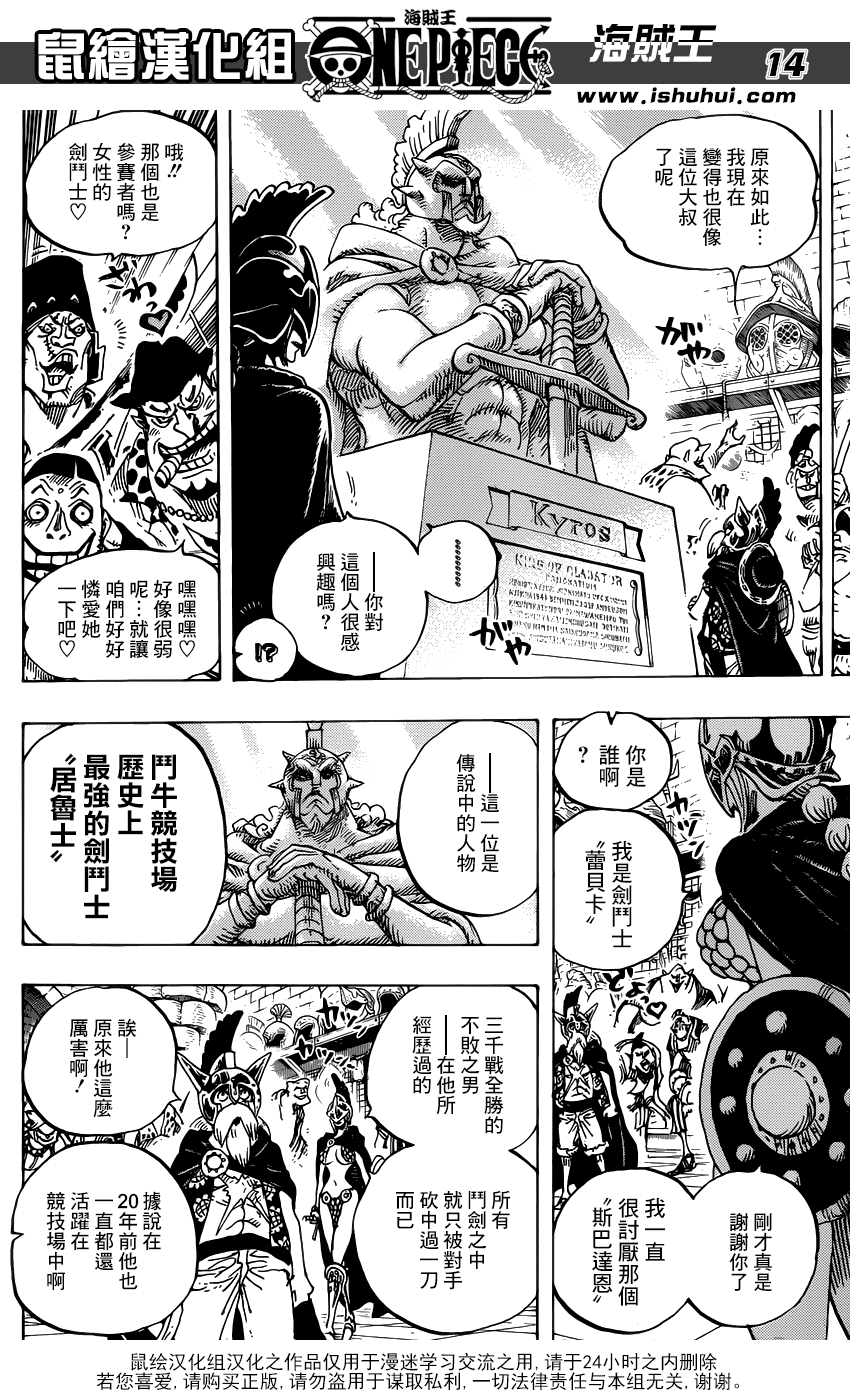 鼠繪漢化組
海賊王
ONE PIECE
海賊王
14
www.ishuhui.com
原來如此…
我現在
變得也很像
這位大叔
了呢
ガヤ
Kyros
KING OF GLADIATOR
………
——你對
這個人很感
興趣嗎?
!?
ガヤ
哦!!
那個也是
參賽者嗎?
女性的
劍鬥士♡
ざわ
嘿嘿嘿♡
好像很弱
呢…就讓
咱們好好
憐愛她
一下吧♡
你是
誰啊
?
我是劍鬥士
〝蕾貝卡〞
剛才真是
謝謝你了
我一直
很討厭那個
〝斯巴達恩〞
——這一位是
傳說中的人物
鬥牛競技場
歷史上
最強的劍鬥士
〝居魯士〞
三千戰全勝的
不敗之男
——在他所
經歷過的
所有
鬥劍之中
就只被對手
砍中過一刀
而已
誒—
原來他這麼
厲害啊!
據說在
20年前他也
一直都還
活躍在
競技場中啊
鼠绘汉化组汉化之作品仅用于漫迷学习交流之用, 请于24小时之内删除
若您喜爱, 请购买正版, 请勿盗用于谋取私利, 一切法律责任与本组无关, 谢谢。